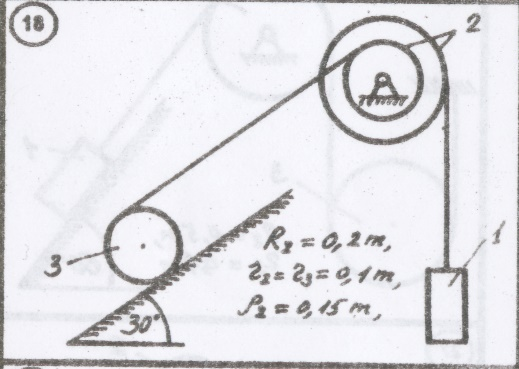 18
2
R₂ = 0,2 m,
r₂ = r₃ = 0,1 m,
ρ₂ = 0,15 m,
1
3
30°